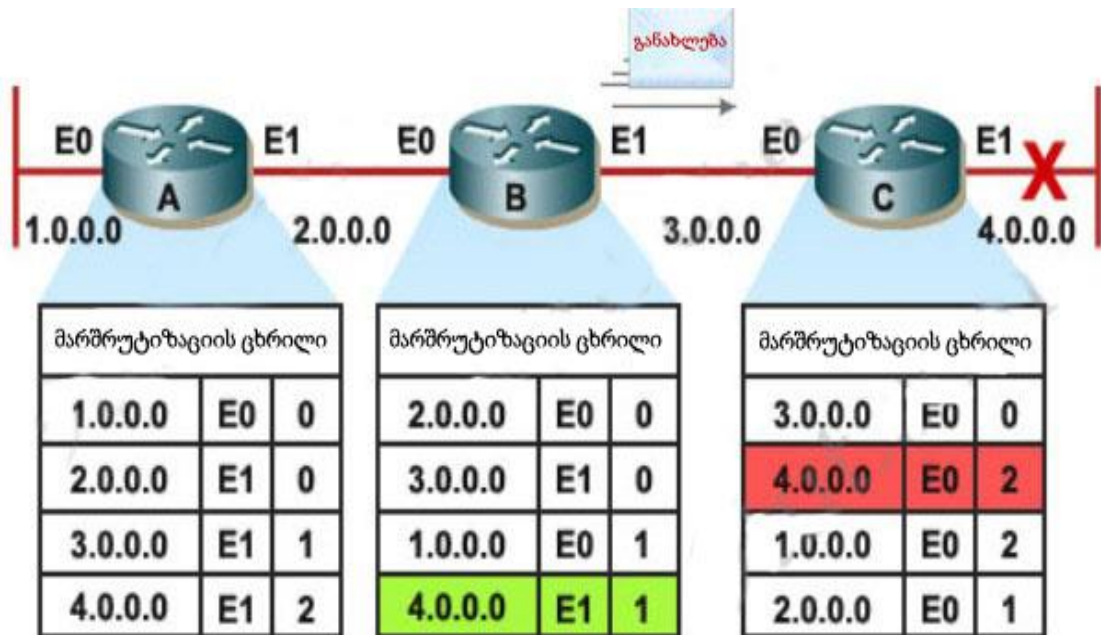 განახლება
E0 E1 E0 E1 E0 E1 X
A B C
1.0.0.0 2.0.0.0 3.0.0.0 4.0.0.0
მარშრუტიზაციის ცხრილი
1.0.0.0 E0 0
2.0.0.0 E1 0
3.0.0.0 E1 1
4.0.0.0 E1 2
მარშრუტიზაციის ცხრილი
2.0.0.0 E0 0
3.0.0.0 E1 0
1.0.0.0 E0 1
4.0.0.0 E1 1
მარშრუტიზაციის ცხრილი
3.0.0.0 E0 0
4.0.0.0 E0 2
1.0.0.0 E0 2
2.0.0.0 E0 1